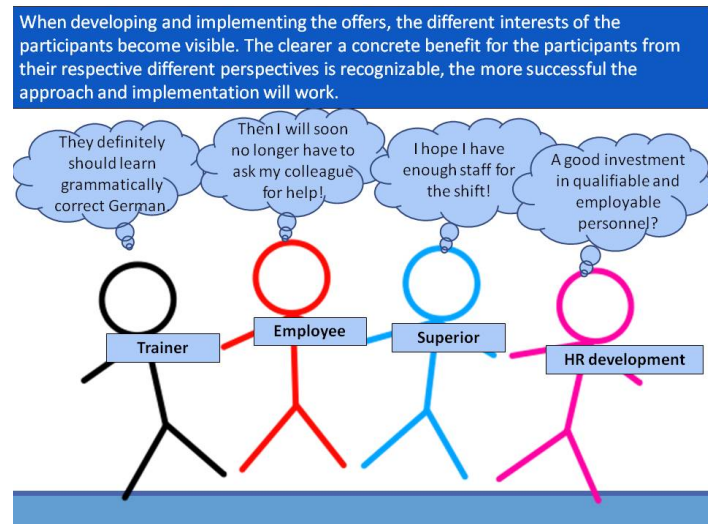 When developing and implementing the offers, the different interests of the
participants become visible. The clearer a concrete benefit for the participants from
their respective different perspectives is recognizable, the more successful the
approach and implementation will work.
They definitely
should learn
grammatically
correct German
Then I will soon
no longer have to
ask my colleague
for help!
I hope I have
enough staff for
the shift!
A good investment
in qualifiable and
employable
personnel?
Trainer
Employee
Superior
HR development